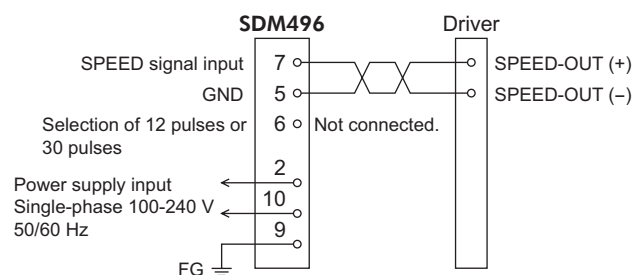 SDM496 Driver
SPEED signal input 7 SPEED-OUT (+)
GND 5 SPEED-OUT (−)
Selection of 12 pulses or
30 pulses
6 Not connected.
2
Power supply input
Single-phase 100-240 V
50/60 Hz
10
9
FG